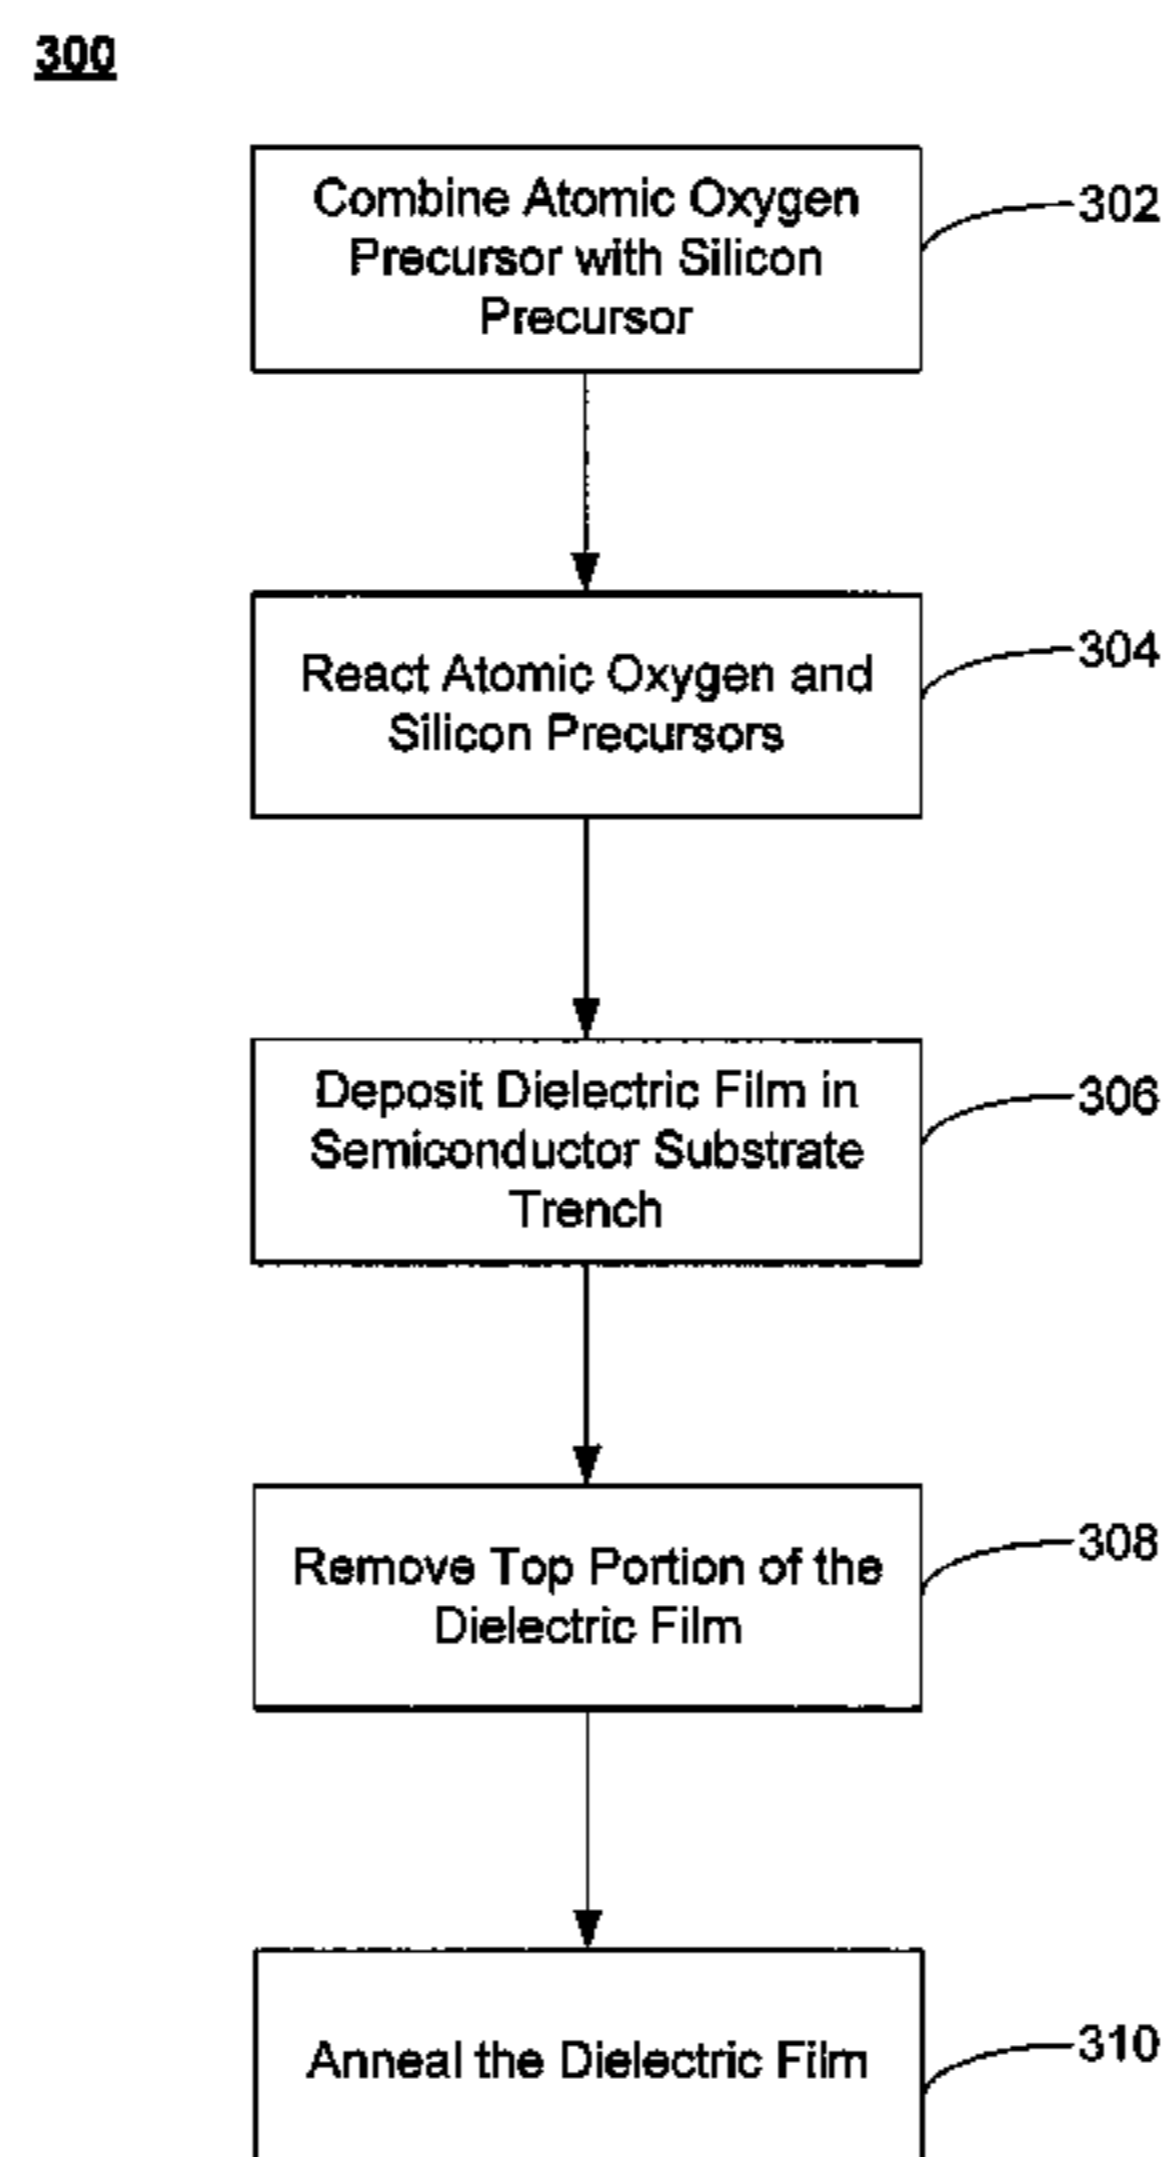 300
Combine Atomic Oxygen
Precursor with Silicon
Precursor
302
React Atomic Oxygen and
Silicon Precursors
304
Deposit Dielectric Film in
Semiconductor Substrate
Trench
306
Remove Top Portion of the
Dielectric Film
308
Anneal the Dielectric Film
310